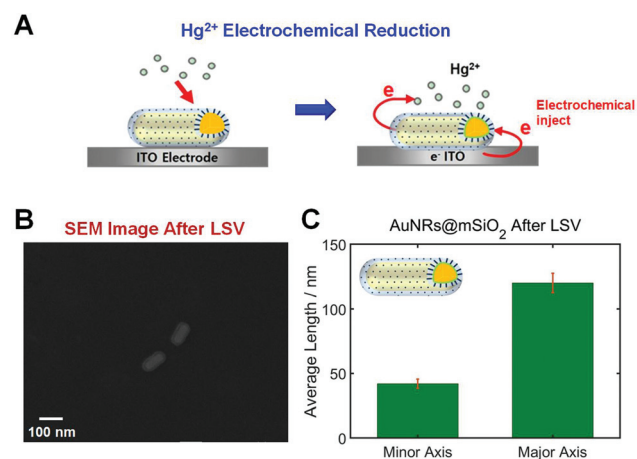 A
Hg²⁺ Electrochemical Reduction
ITO Electrode
Hg²⁺
e
e
Electrochemical
inject
e⁻ ITO
B
SEM Image After LSV
100 nm
C
AuNRs@mSiO₂ After LSV
150
100
50
0
Average Length / nm
Minor Axis
Major Axis